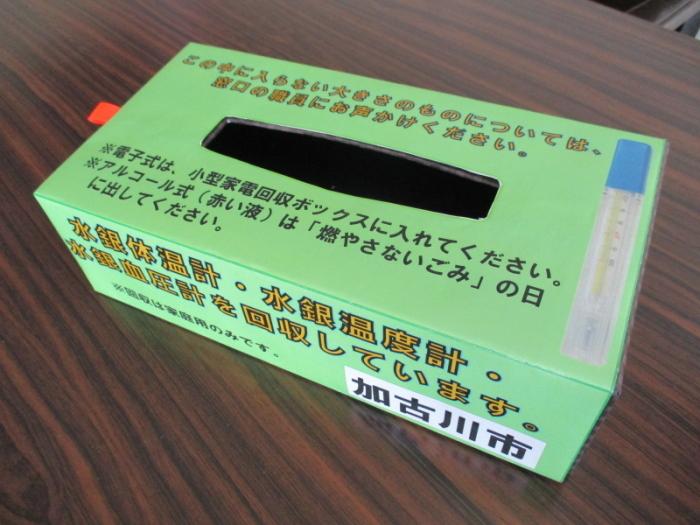 この中に入らない大きさのものについては、
窓口の職員にお声かけください。
※電子式は、小型家電回収ボックスに入れてください。
※アルコール式（赤い液）は「燃やさないごみ」の日
に出してください。
水銀体温計・水銀温度計・
水銀血圧計を回収しています。
※回収は家庭用のみです。
加古川市